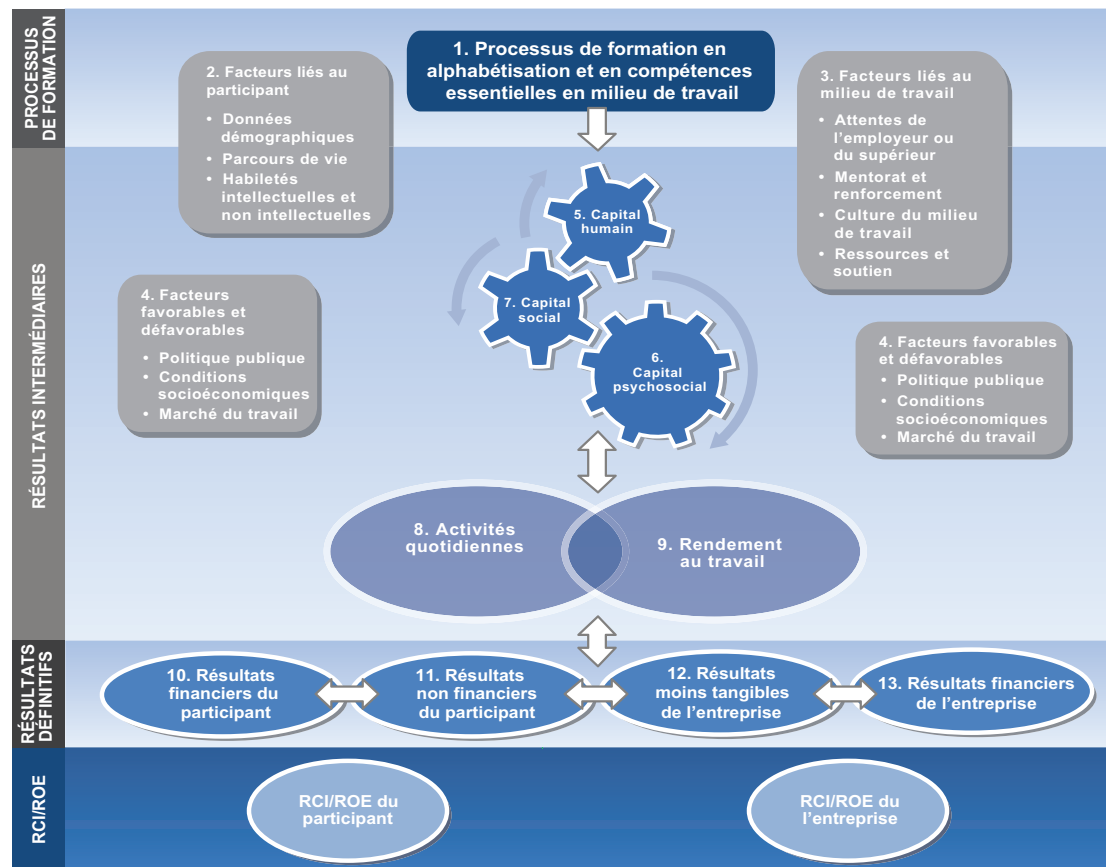 PROCESSUS
DE FORMATION
1. Processus de formation en
alphabétisation et en compétences
essentielles en milieu de travail
2. Facteurs liés au
participant
• Données
démographiques
• Parcours de vie
• Habiletés
intellectuelles et
non intellectuelles
3. Facteurs liés au
milieu de travail
• Attentes de
l’employeur ou
du supérieur
• Mentorat et
renforcement
• Culture du milieu
de travail
• Ressources et
soutien
RÉSULTATS INTERMÉDIAIRES
5. Capital
humain
7. Capital
social
6.
Capital
psychosocial
4. Facteurs
favorables et
défavorables
• Politique publique
• Conditions
socioéconomiques
• Marché du travail
4. Facteurs favorables
et défavorables
• Politique publique
• Conditions
socioéconomiques
• Marché du travail
8. Activités
quotidiennes
9. Rendement
au travail
RÉSULTATS
DÉFINITIFS
10. Résultats
financiers du
participant
11. Résultats
non financiers
du participant
12. Résultats
moins tangibles
de l’entreprise
13. Résultats financiers
de l’entreprise
RCI/ROE
RCI/ROE du
participant
RCI/ROE du
l’entreprise